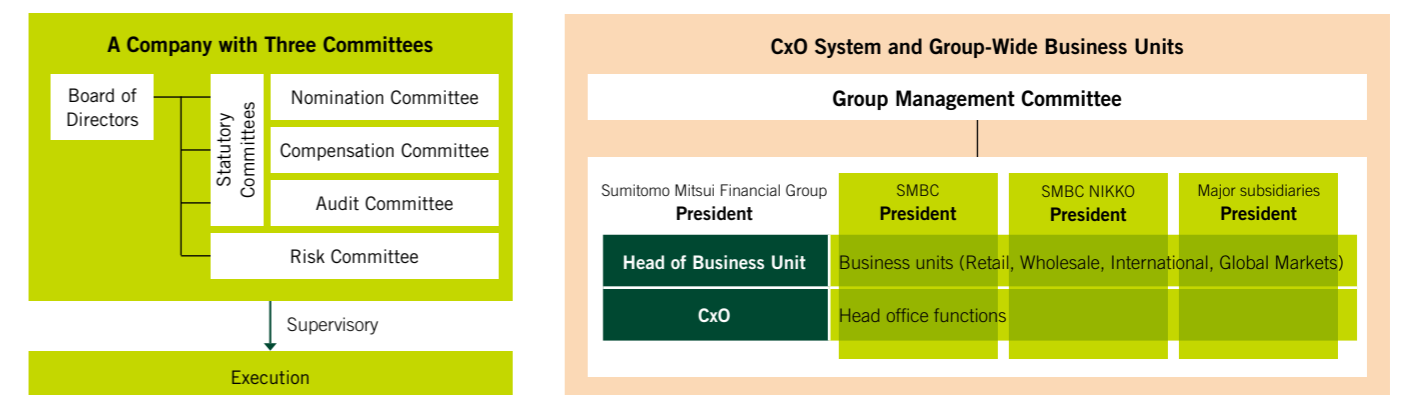 A Company with Three Committees
Board of
Directors
Statutory
Committees
Nomination Committee
Compensation Committee
Audit Committee
Risk Committee
Supervisory
Execution
CxO System and Group-Wide Business Units
Group Management Committee
Sumitomo Mitsui Financial Group
President
SMBC
President
SMBC NIKKO
President
Major subsidiaries
President
Head of Business Unit
Business units (Retail, Wholesale, International, Global Markets)
CxO
Head office functions